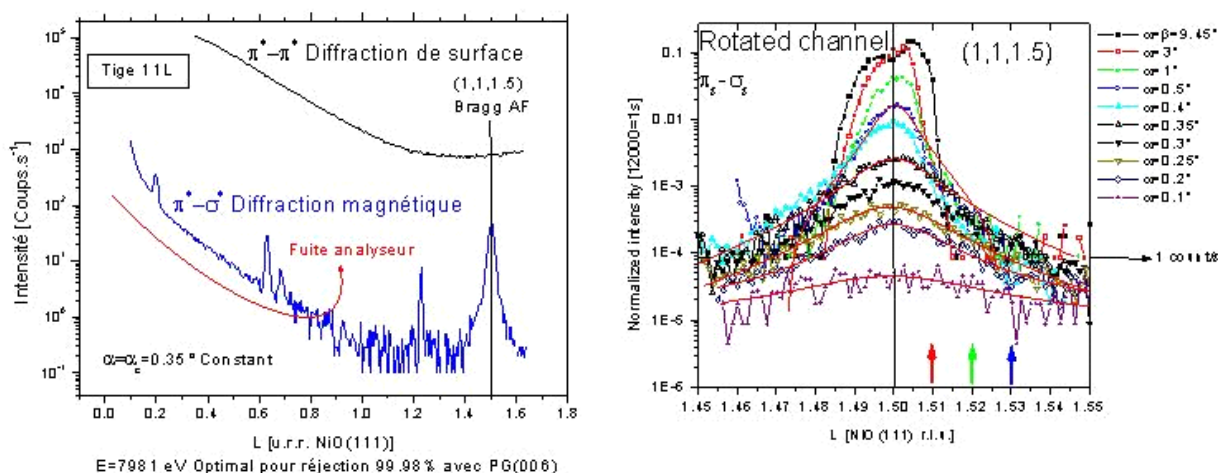 Intensité [Coups.s⁻¹]
10⁵
10⁴
10³
10²
10¹
10⁰
10⁻¹
Tige 11L
π*–π* Diffraction de surface
(1,1,1.5)
Bragg AF
π*–σ* Diffraction magnétique
Fuite analyseur
α=α_c=0.35° Constant
0.0 0.2 0.4 0.6 0.8 1.0 1.2 1.4 1.6 1.8
L [u.r.r. NiO(111)]
E=7981 eV Optimal pour réjection 99.98% avec PG(006)
Normalized intensity [12000=1s]
0.1
0.01
1E-3
1E-4
1E-5
1E-6
Rotated channel
(1,1,1.5)
π_s–σ_s
α=β=9.45°
α=3°
α=1°
α=0.5°
α=0.4°
α=0.35°
α=0.3°
α=0.25°
α=0.2°
α=0.1°
1 count/s
1.45 1.46 1.47 1.48 1.49 1.50 1.51 1.52 1.53 1.54 1.55
L [NiO(111) r.l.u.]